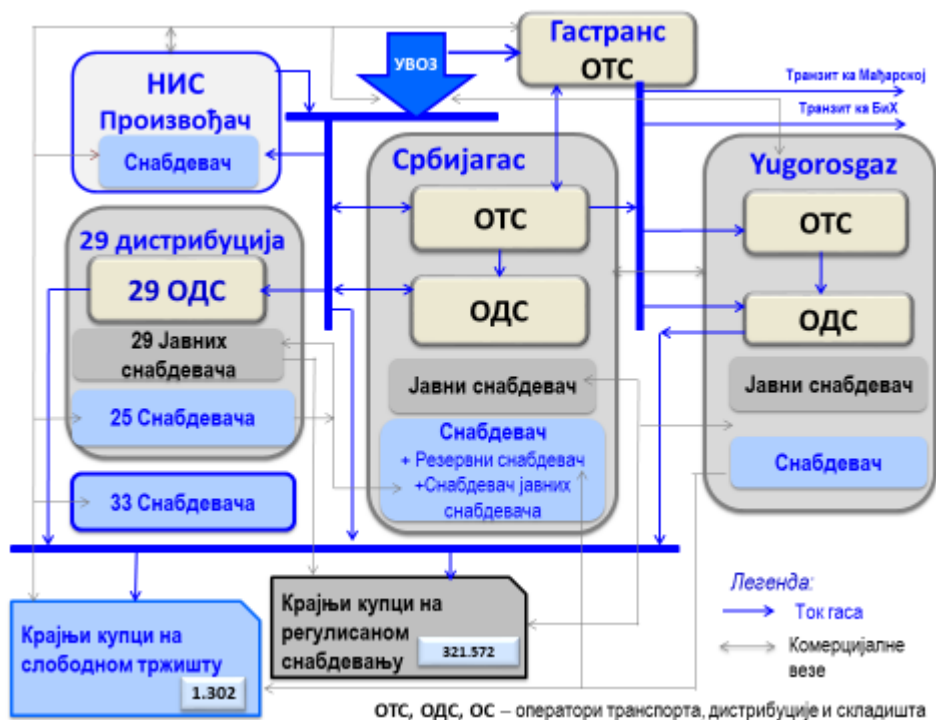 Гастранс
ОТС
УВОЗ
НИС
Произвођач
Снабдевач
Транзит ка Мађарској
Транзит ка БиХ
Србијагас
ОТС
ОДС
Јавни снабдевач
Снабдевач
+ Резервни снабдевач
+Снабдевач јавних
снабдевача
Yugorosgaz
ОТС
ОДС
Јавни снабдевач
Снабдевач
29 дистрибуција
29 ОДС
29 Јавних
снабдевача
25 Снабдевача
33 Снабдевача
Крајњи купци на
слободном тржишту
1.302
Крајњи купци на
регулисаном
снабдевању
321.572
Легенда:
Ток гаса
Комерцијалне
везе
ОТС, ОДС, ОС – оператори транспорта, дистрибуције и складишта